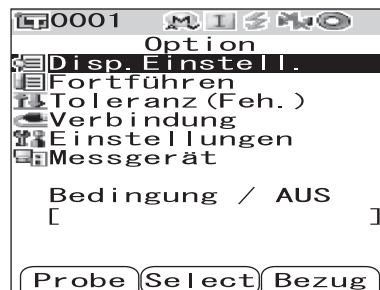 0001 M I
Option
Disp.Einstell.
Fortführen
Toleranz(Feh.)
Verbindung
Einstellungen
Messgerät
Bedingung / AUS
[ ]
Probe Select Bezug